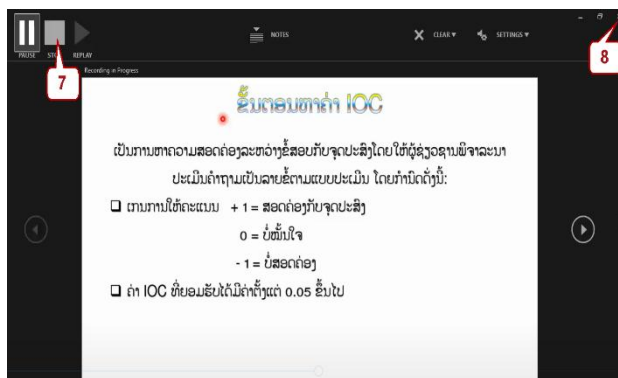 PAUSE STOP REPLAY
NOTES
CLEAR ▼
SETTINGS ▼
7
8
Recording in Progress
ຂັ້ນຕອນຫາຄ່າ IOC
ເປັນການຫາຄວາມສອດຄ່ອງລະຫວ່າງຂໍ້ສອບກັບຈຸດປະສົງໂດຍໃຫ້ຜູ້ຊ່ຽວຊານພິຈາລະນາ
ປະເມີນຄໍາຖາມເປັນລາຍຂໍ້ຕາມແບບປະເມີນ ໂດຍກໍານົດດັ່ງນີ້:
❑ ເກນການໃຫ້ຄະແນນ + 1 = ສອດຄ່ອງກັບຈຸດປະສົງ
0 = ບໍ່ໝັ້ນໃຈ
- 1 = ບໍ່ສອດຄ່ອງ
❑ ຄ່າ IOC ທີ່ຍອມຮັບໄດ້ມີຄ່າຕັ້ງແຕ່ 0.05 ຂຶ້ນໄປ